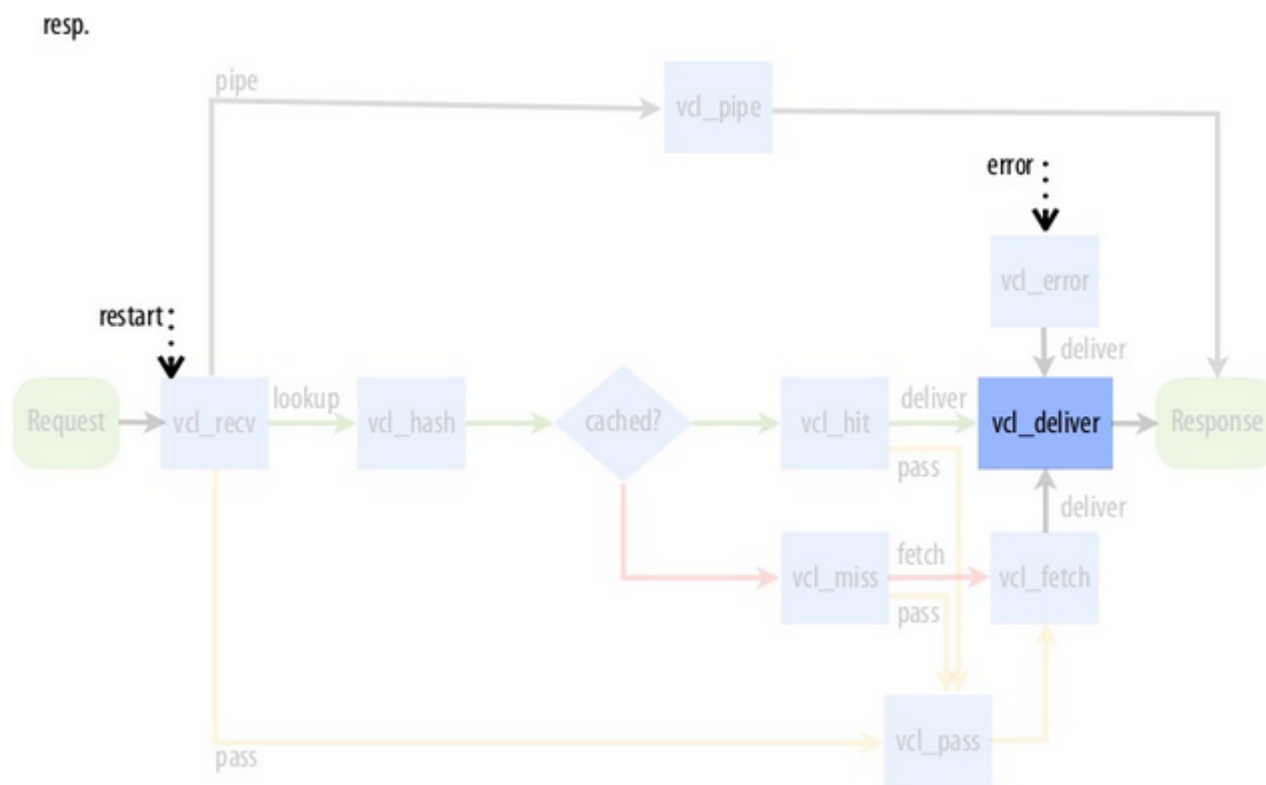 resp.
pipe
vcl_pipe
error
vcl_error
restart
deliver
Request
vcl_recv
lookup
vcl_hash
cached?
vcl_hit
deliver
vcl_deliver
Response
pass
deliver
fetch
vcl_miss
vcl_fetch
pass
vcl_pass
pass